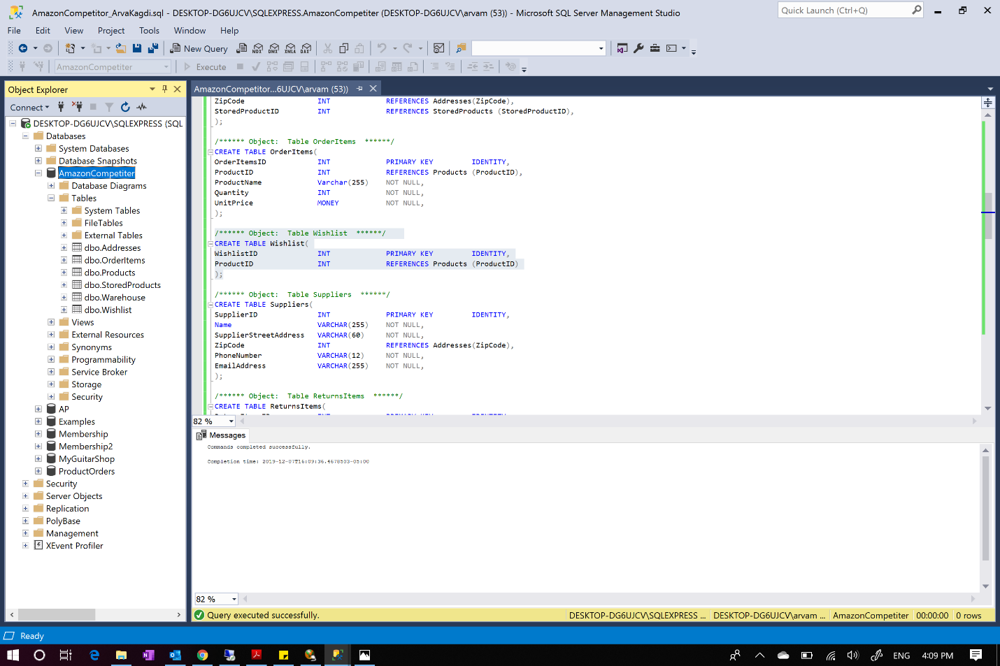 AmazonCompetitor_ArvaKagdi.sql - DESKTOP-DG6UJCV\SQLEXPRESS.AmazonCompetiter (DESKTOP-DG6UJCV\arvam (53)) - Microsoft SQL Server Management Studio
Quick Launch (Ctrl+Q)
File Edit View Project Tools Window Help
New Query MDX DMX XMLA DAX
AmazonCompetiter Execute
Object Explorer
Connect
DESKTOP-DG6UJCV\SQLEXPRESS (SQL
Databases
System Databases
Database Snapshots
AmazonCompetiter
Database Diagrams
Tables
System Tables
FileTables
External Tables
dbo.Addresses
dbo.OrderItems
dbo.Products
dbo.StoredProducts
dbo.Warehouse
dbo.Wishlist
Views
External Resources
Synonyms
Programmability
Service Broker
Storage
Security
AP
Examples
Membership
Membership2
MyGuitarShop
ProductOrders
Security
Server Objects
Replication
PolyBase
Management
XEvent Profiler
AmazonCompetitor...6UJCV\arvam (53))
ZipCode INT REFERENCES Addresses(ZipCode),
StoredProductID INT REFERENCES StoredProducts (StoredProductID),
);
/****** Object: Table OrderItems ******/
CREATE TABLE OrderItems(
OrderItemsID INT PRIMARY KEY IDENTITY,
ProductID INT REFERENCES Products (ProductID),
ProductName Varchar(255) NOT NULL,
Quantity INT NOT NULL,
UnitPrice MONEY NOT NULL,
);
/****** Object: Table Wishlist ******/
CREATE TABLE Wishlist(
WishlistID INT PRIMARY KEY IDENTITY,
ProductID INT REFERENCES Products (ProductID)
);
/****** Object: Table Suppliers ******/
CREATE TABLE Suppliers(
SupplierID INT PRIMARY KEY IDENTITY,
Name VARCHAR(255) NOT NULL,
SupplierStreetAddress VARCHAR(60) NOT NULL,
ZipCode INT REFERENCES Addresses(ZipCode),
PhoneNumber VARCHAR(12) NOT NULL,
EmailAddress VARCHAR(255) NOT NULL,
);
/****** Object: Table ReturnsItems ******/
CREATE TABLE ReturnsItems(
82 %
Messages
Commands completed successfully.
Completion time: 2019-12-07T16:09:36.4678503-05:00
82 %
Query executed successfully. DESKTOP-DG6UJCV\SQLEXPRESS ... DESKTOP-DG6UJCV\arvam ... AmazonCompetiter 00:00:00 0 rows
Ready
ENG 4:09 PM